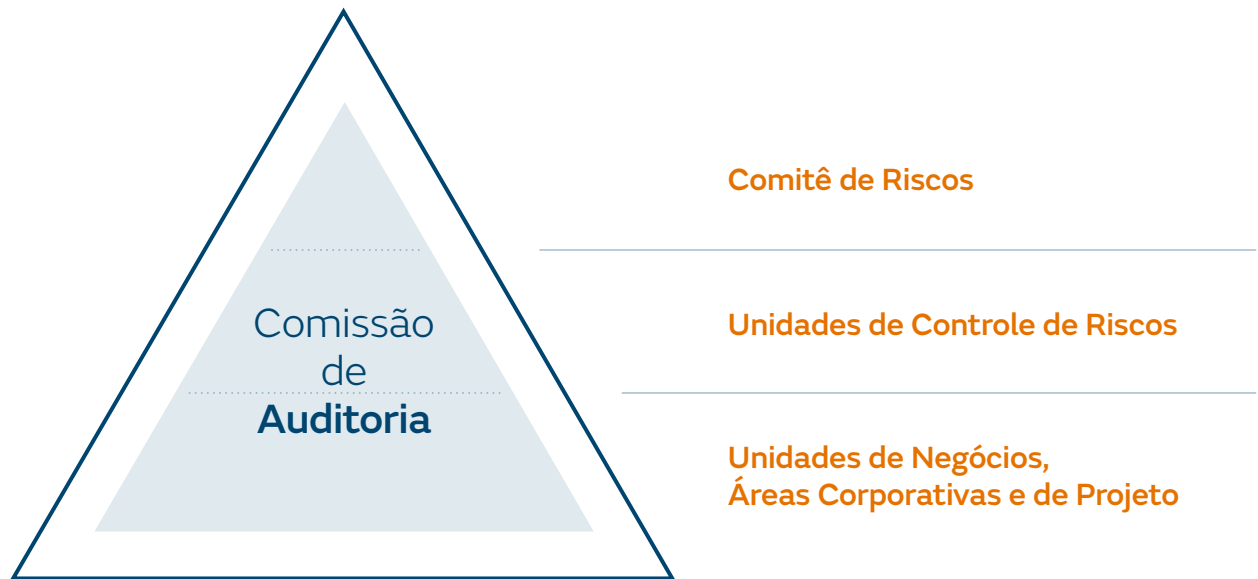 Comitê de Riscos
Unidades de Controle de Riscos
Comissão
de
Auditoria
Unidades de Negócios,
Áreas Corporativas e de Projeto